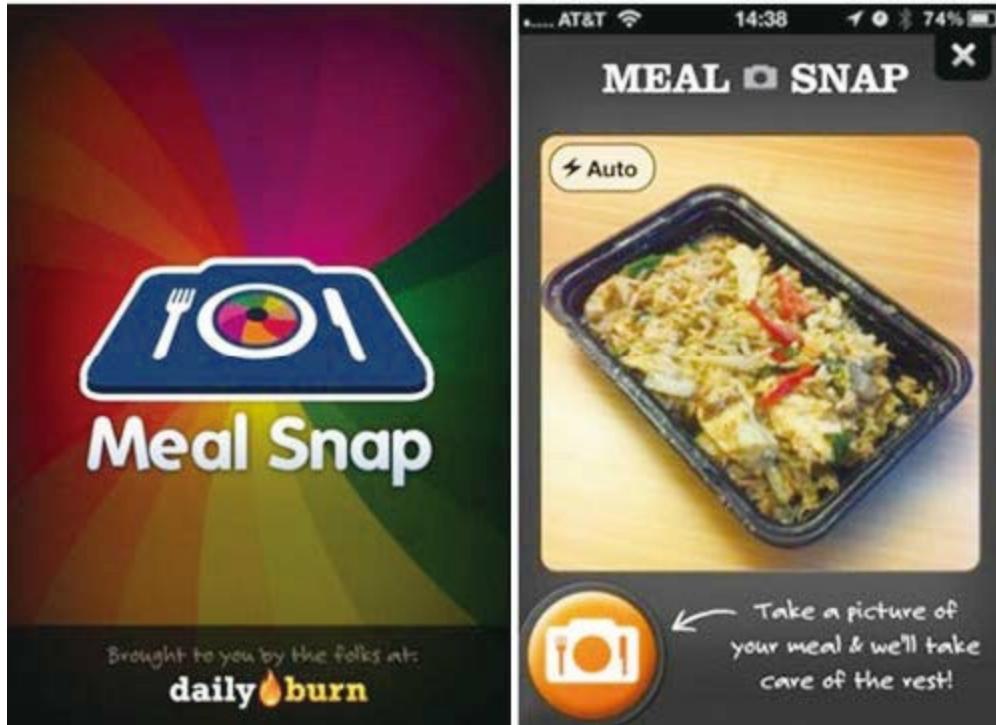 Meal Snap
Brought to you by the folks at:
daily burn
..... AT&T 14:38 74%
MEAL SNAP
Auto
Take a picture of
your meal & we'll take
care of the rest!